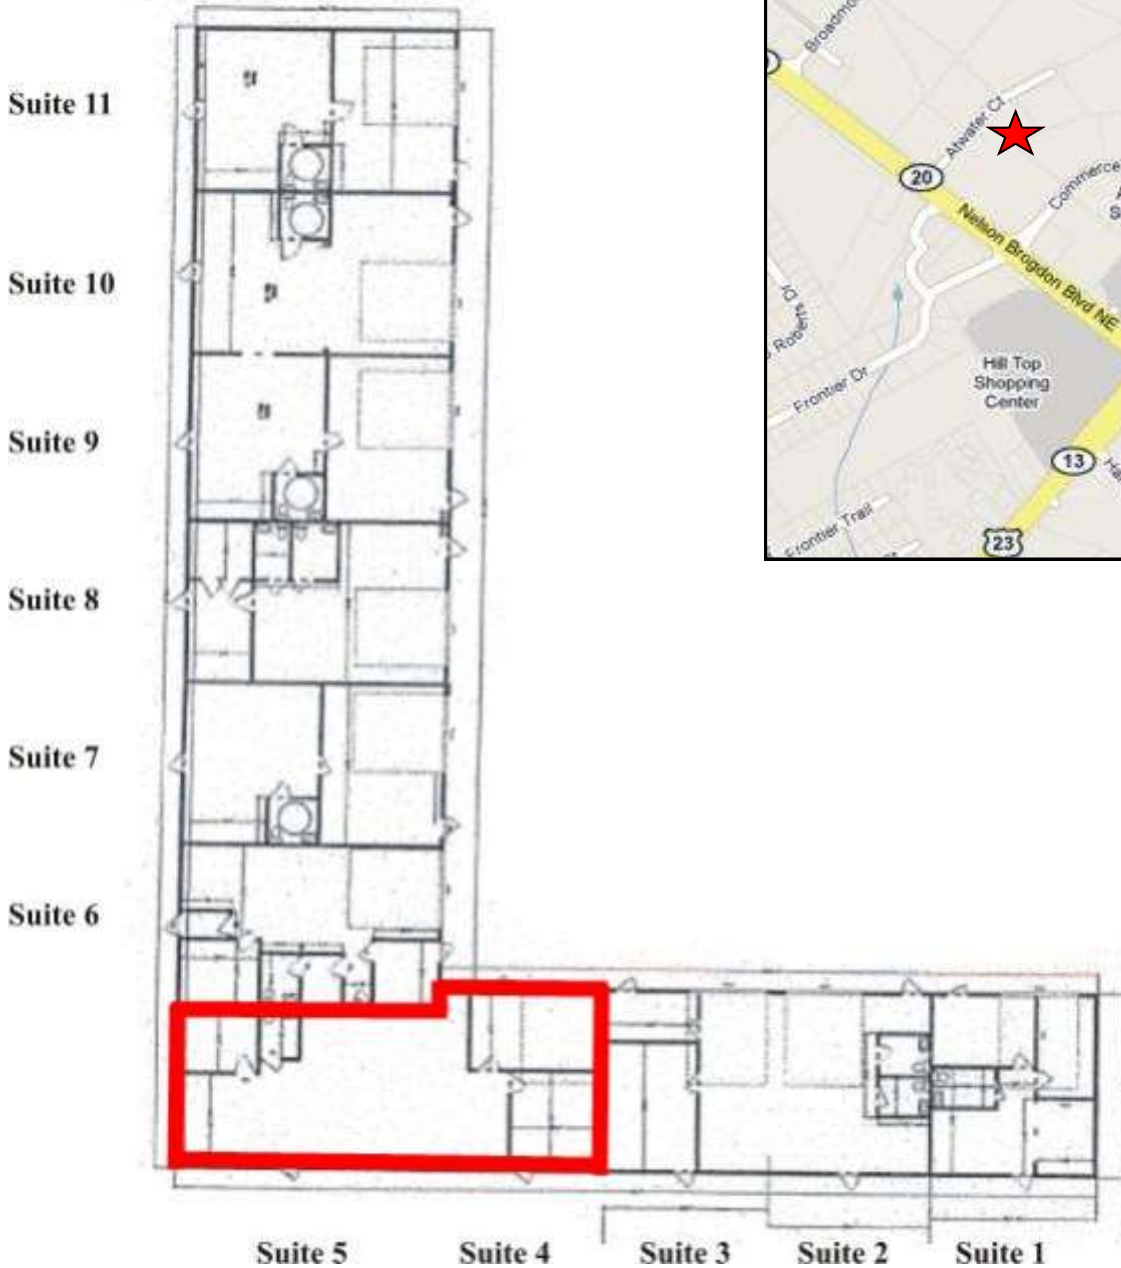 Suite 11
Suite 10
Suite 9
Suite 8
Suite 7
Suite 6
Suite 5
Suite 4
Suite 3
Suite 2
Suite 1
Atwater Ct
20
Nelson Brogdon Blvd NE
Roberts Dr
Frontier Dr
Hill Top
Shopping
Center
13
Frontier Trail
23